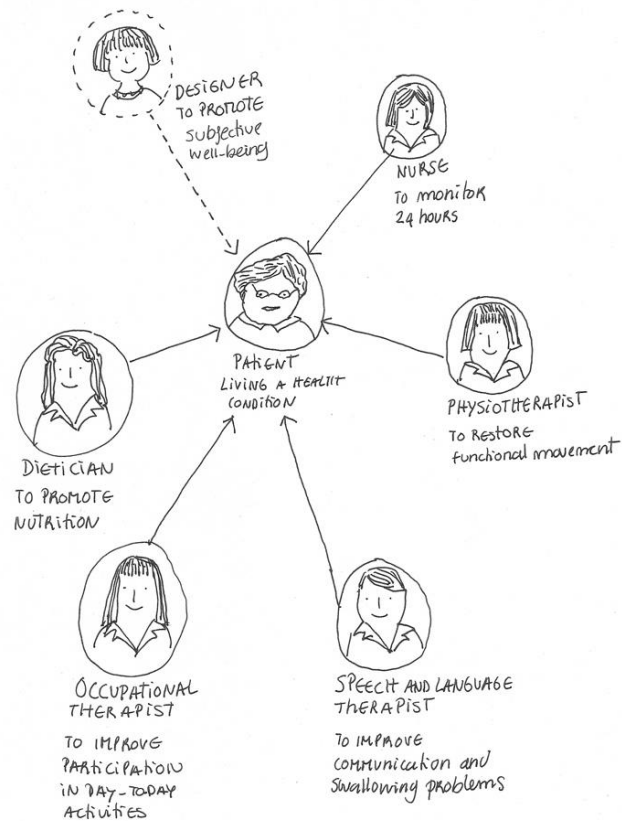 DESIGNER
TO PROMOTE
subjective
well-being
NURSE
TO monitor
24 hours
PATIENT
LIVING A HEALTH
CONDITION
PHYSIOTHERAPIST
TO RESTORE
functional movement
DIETICIAN
TO PROMOTE
NUTRITION
OCCUPATIONAL
THERAPIST
TO IMPROVE
PARTICIPATION
IN DAY-TODAY
ACTIVITIES
SPEECH AND LANGUAGE
THERAPIST
TO IMPROVE
communication and
swallowing problems